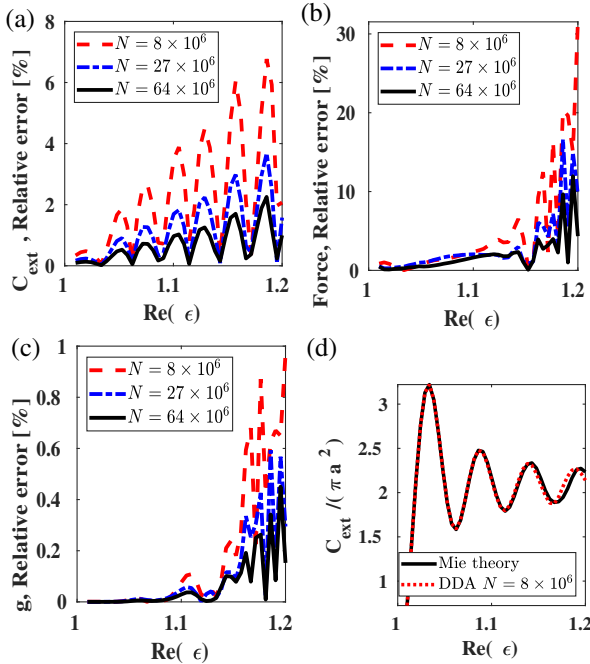 (a)
C_ext , Relative error [%]
8
6
4
2
0
N = 8 × 10^6
N = 27 × 10^6
N = 64 × 10^6
1
1.1
1.2
Re( ϵ)
(b)
Force, Relative error [%]
30
20
10
0
N = 8 × 10^6
N = 27 × 10^6
N = 64 × 10^6
1
1.1
1.2
Re( ϵ)
(c)
g, Relative error [%]
1
0.8
0.6
0.4
0.2
0
N = 8 × 10^6
N = 27 × 10^6
N = 64 × 10^6
1
1.1
1.2
Re( ϵ)
(d)
C_ext /( π a^2)
3
2.5
2
1.5
1
Mie theory
DDA N = 8 × 10^6
1
1.1
1.2
Re( ϵ)